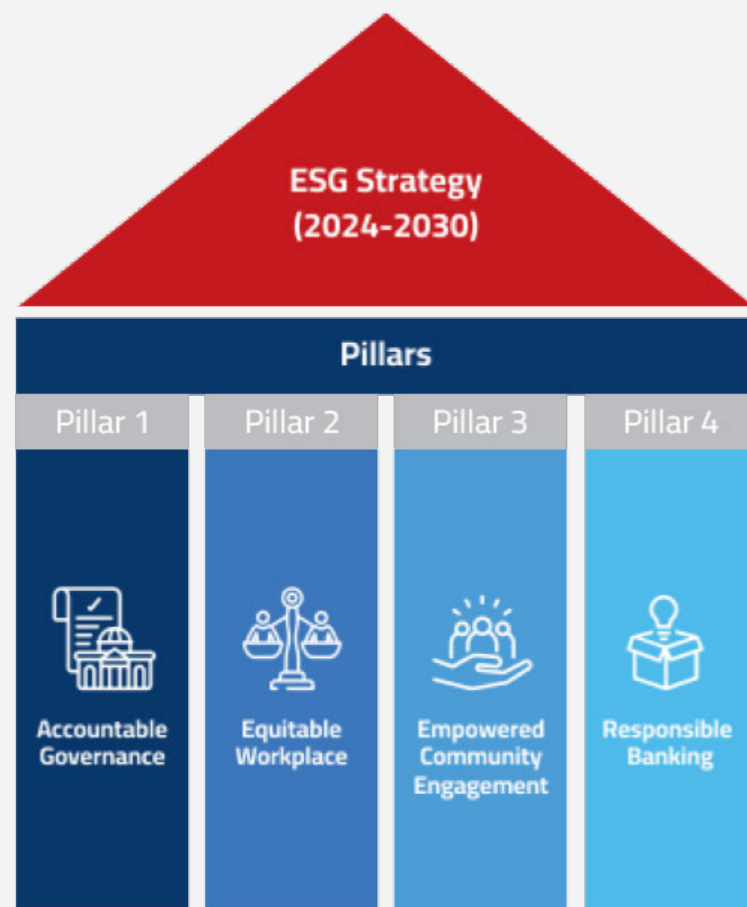 ESG Strategy
(2024-2030)
Pillars
Pillar 1
Pillar 2
Pillar 3
Pillar 4
Accountable
Governance
Equitable
Workplace
Empowered
Community
Engagement
Responsible
Banking